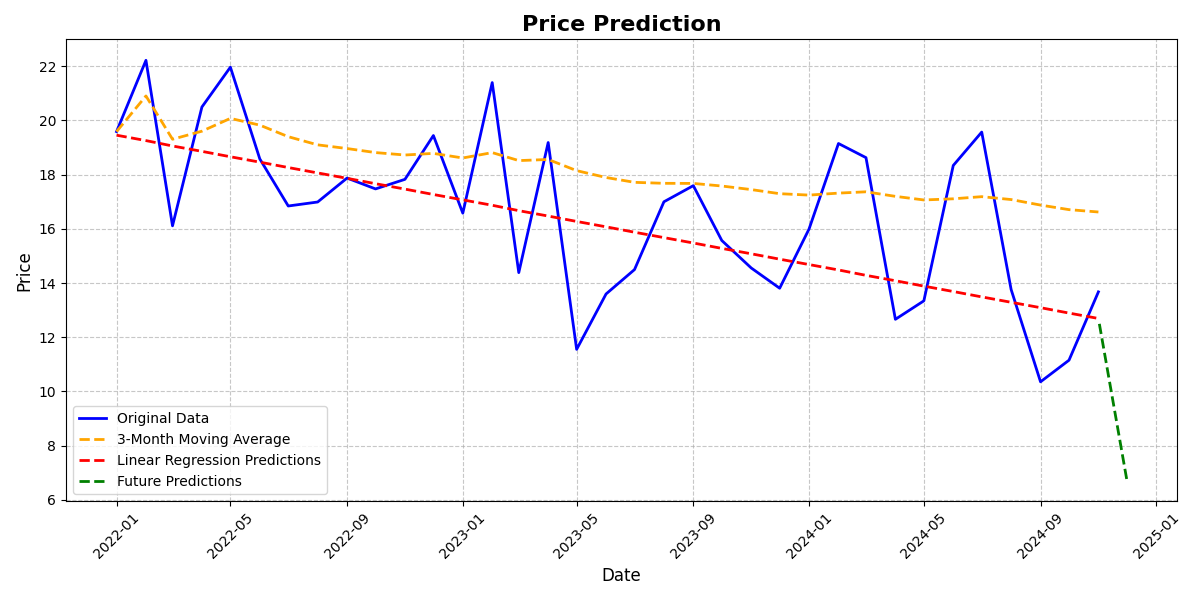 Price Prediction
Price
22
20
18
16
14
12
10
8
6
Original Data
3-Month Moving Average
Linear Regression Predictions
Future Predictions
2022-01
2022-05
2022-09
2023-01
2023-05
2023-09
2024-01
2024-05
2024-09
2025-01
Date